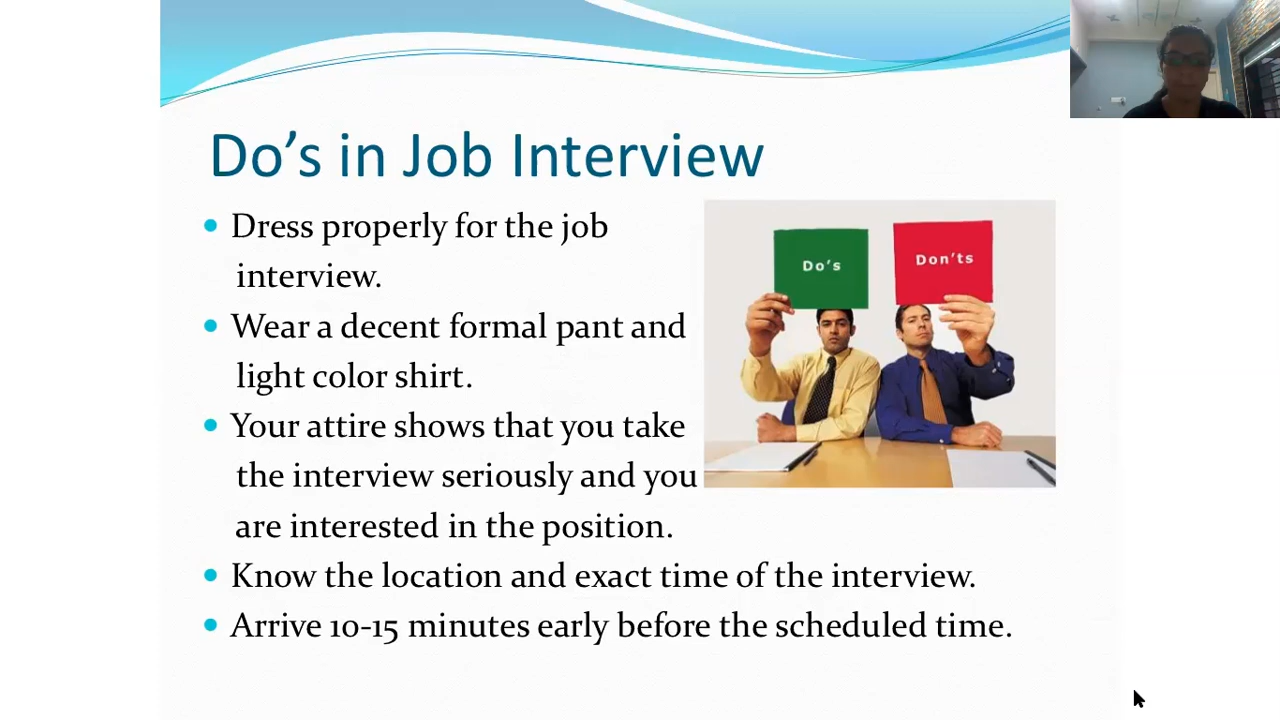 Do's in Job Interview
• Dress properly for the job
interview.
• Wear a decent formal pant and
light color shirt.
• Your attire shows that you take
the interview seriously and you
are interested in the position.
• Know the location and exact time of the interview.
• Arrive 10-15 minutes early before the scheduled time.
Do's
Don'ts